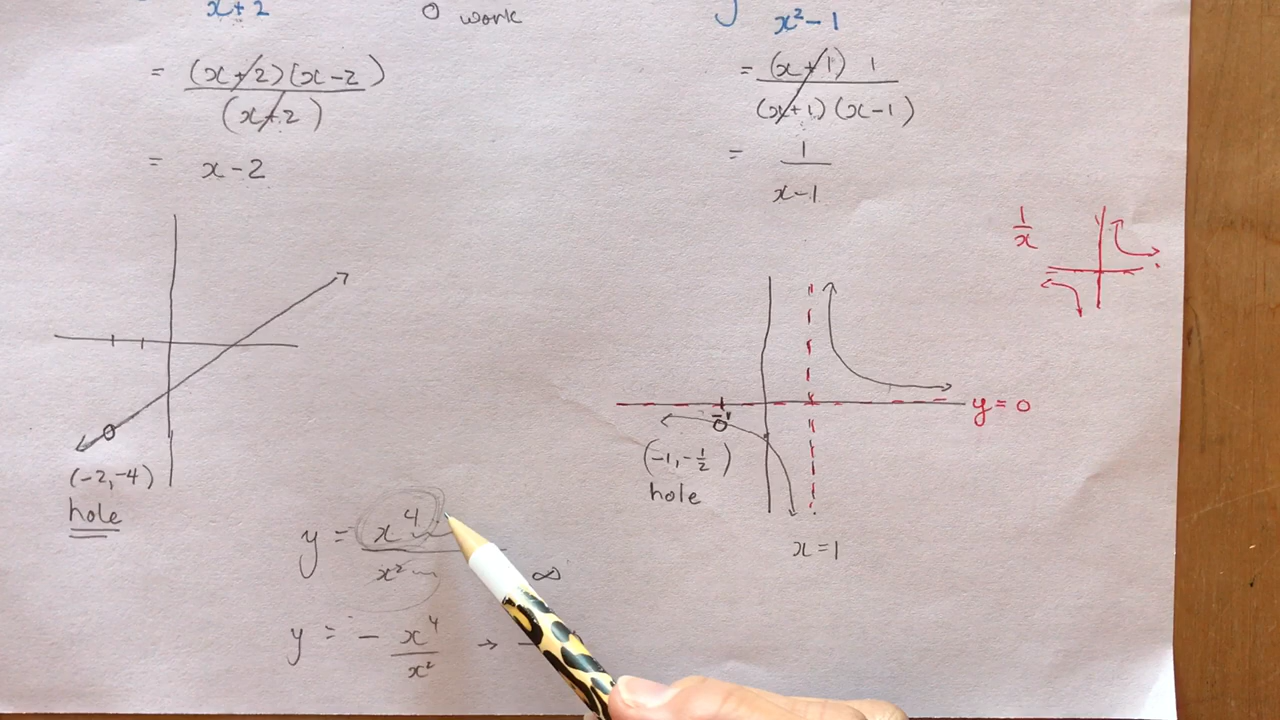 x+2
0 work
= (x+2)(x-2)
(x+2)
= x-2
(-2,-4)
hole
x²-1
= (x+1) 1
(x+1)(x-1)
= 1
x-1
1
x
y=0
(-1,-1/2)
hole
x=1
y = x⁴
x²
∞
y = - x⁴ →
x²